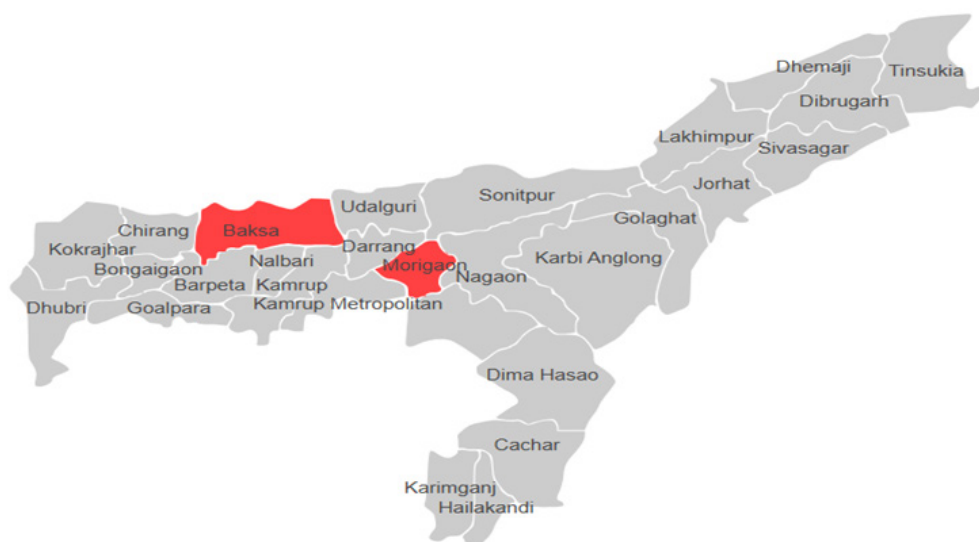 Dhemaji
Tinsukia
Dibrugarh
Lakhimpur
Sivasagar
Jorhat
Sonitpur
Udalguri
Golaghat
Chirang
Baksa
Kokrajhar
Darrang
Karbi Anglong
Nalbari
Morigaon
Bongaigaon
Nagaon
Barpeta
Kamrup
Dhubri
Goalpara
Kamrup Metropolitan
Dima Hasao
Cachar
Karimganj
Hailakandi